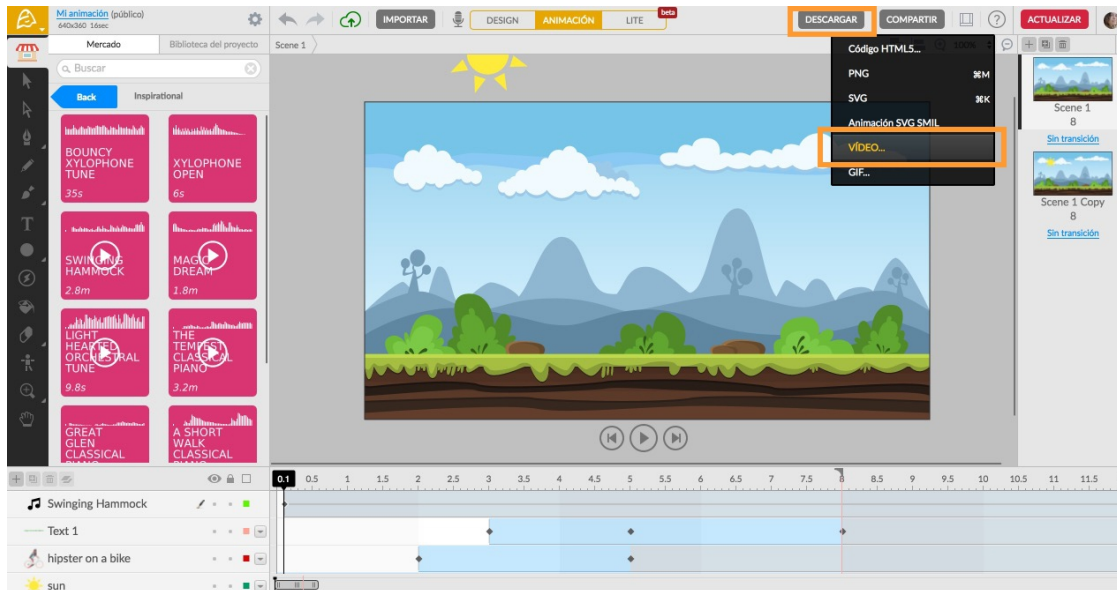 Mi animación (público)
640x360 16sec
IMPORTAR
DESIGN
ANIMACIÓN
LITE
beta
DESCARGAR
COMPARTIR
ACTUALIZAR
Mercado
Biblioteca del proyecto
Scene 1
100%
Buscar
Back
Inspirational
BOUNCY
XYLOPHONE
TUNE
35s
XYLOPHONE
OPEN
6s
SWINGING
HAMMOCK
2.8m
MAGIC
DREAM
1.8m
LIGHT
HEARTED
ORCHESTRAL
TUNE
9.8s
THE
TEMPEST
CLASSICAL
PIANO
3.2m
GREAT
GLEN
CLASSICAL
PIANO
A SHORT
WALK
CLASSICAL
PIANO
Código HTML5...
PNG ⌘M
SVG ⌘K
Animación SVG SMIL
VÍDEO...
GIF...
Scene 1
8
Sin transición
Scene 1 Copy
8
Sin transición
0.1 0.5 1 1.5 2 2.5 3 3.5 4 4.5 5 5.5 6 6.5 7 7.5 8 8.5 9 9.5 10 10.5 11 11.5
Swinging Hammock
Text 1
hipster on a bike
sun